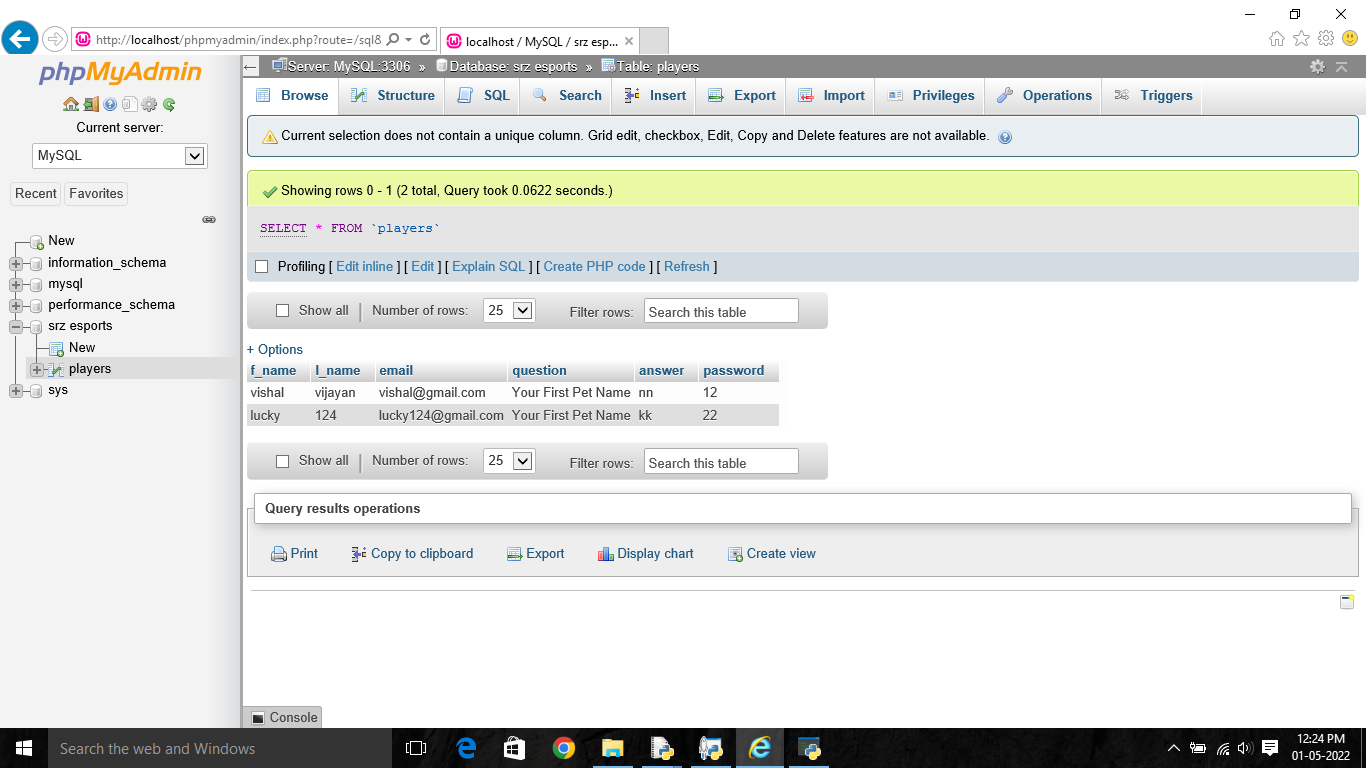 http://localhost/phpmyadmin/index.php?route=/sql&
localhost / MySQL / srz esp...
phpMyAdmin
Current server:
MySQL
Recent Favorites
New
information_schema
mysql
performance_schema
srz esports
New
players
sys
Server: MySQL:3306 » Database: srz esports » Table: players
Browse Structure SQL Search Insert Export Import Privileges Operations Triggers
Current selection does not contain a unique column. Grid edit, checkbox, Edit, Copy and Delete features are not available.
Showing rows 0 - 1 (2 total, Query took 0.0622 seconds.)
SELECT * FROM `players`
Profiling [ Edit inline ] [ Edit ] [ Explain SQL ] [ Create PHP code ] [ Refresh ]
Show all | Number of rows: 25 Filter rows: Search this table
+ Options
f_name l_name email question answer password
vishal vijayan vishal@gmail.com Your First Pet Name nn 12
lucky 124 lucky124@gmail.com Your First Pet Name kk 22
Show all | Number of rows: 25 Filter rows: Search this table
Query results operations
Print Copy to clipboard Export Display chart Create view
Console
Search the web and Windows
12:24 PM
01-05-2022